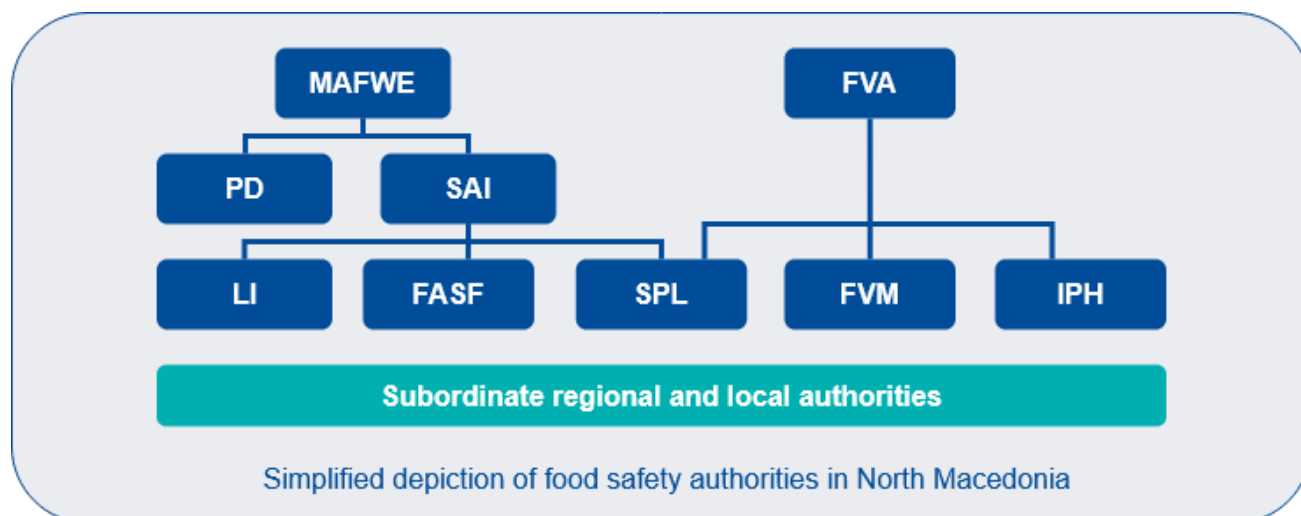 MAFWE
FVA
PD
SAI
LI
FASF
SPL
FVM
IPH
Subordinate regional and local authorities
Simplified depiction of food safety authorities in North Macedonia